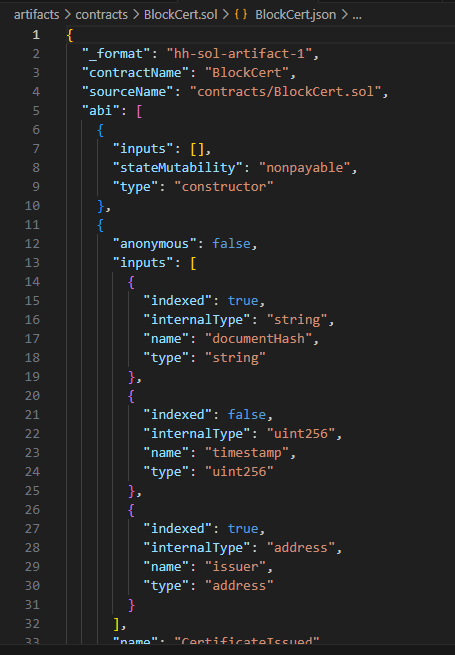 artifacts > contracts > BlockCert.sol > {} BlockCert.json > ...
1 {
2 "_format": "hh-sol-artifact-1",
3 "contractName": "BlockCert",
4 "sourceName": "contracts/BlockCert.sol",
5 "abi": [
6 {
7 "inputs": [],
8 "stateMutability": "nonpayable",
9 "type": "constructor"
10 },
11 {
12 "anonymous": false,
13 "inputs": [
14 {
15 "indexed": true,
16 "internalType": "string",
17 "name": "documentHash",
18 "type": "string"
19 },
20 {
21 "indexed": false,
22 "internalType": "uint256",
23 "name": "timestamp",
24 "type": "uint256"
25 },
26 {
27 "indexed": true,
28 "internalType": "address",
29 "name": "issuer",
30 "type": "address"
31 }
32 ],
33 "name": "CertificateIssued"